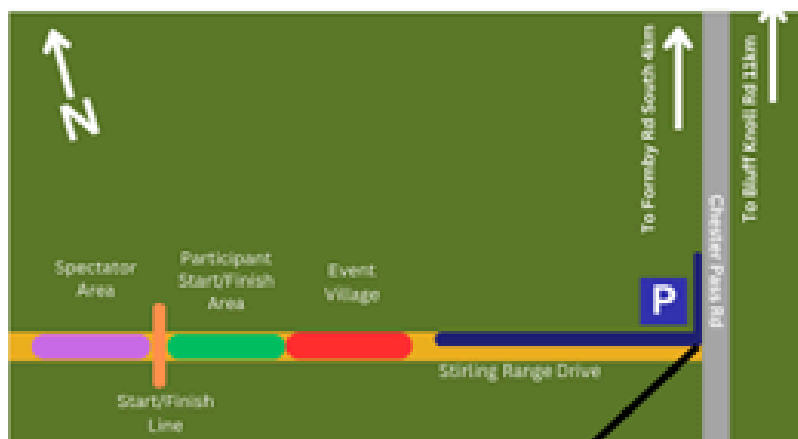 N
To Formby Rd South 4km
To Bluff Knoll Rd 11km
Chester Pass Rd
Spectator
Area
Participant
Start/Finish
Area
Event
Village
P
Stirling Range Drive
Start/Finish
Line